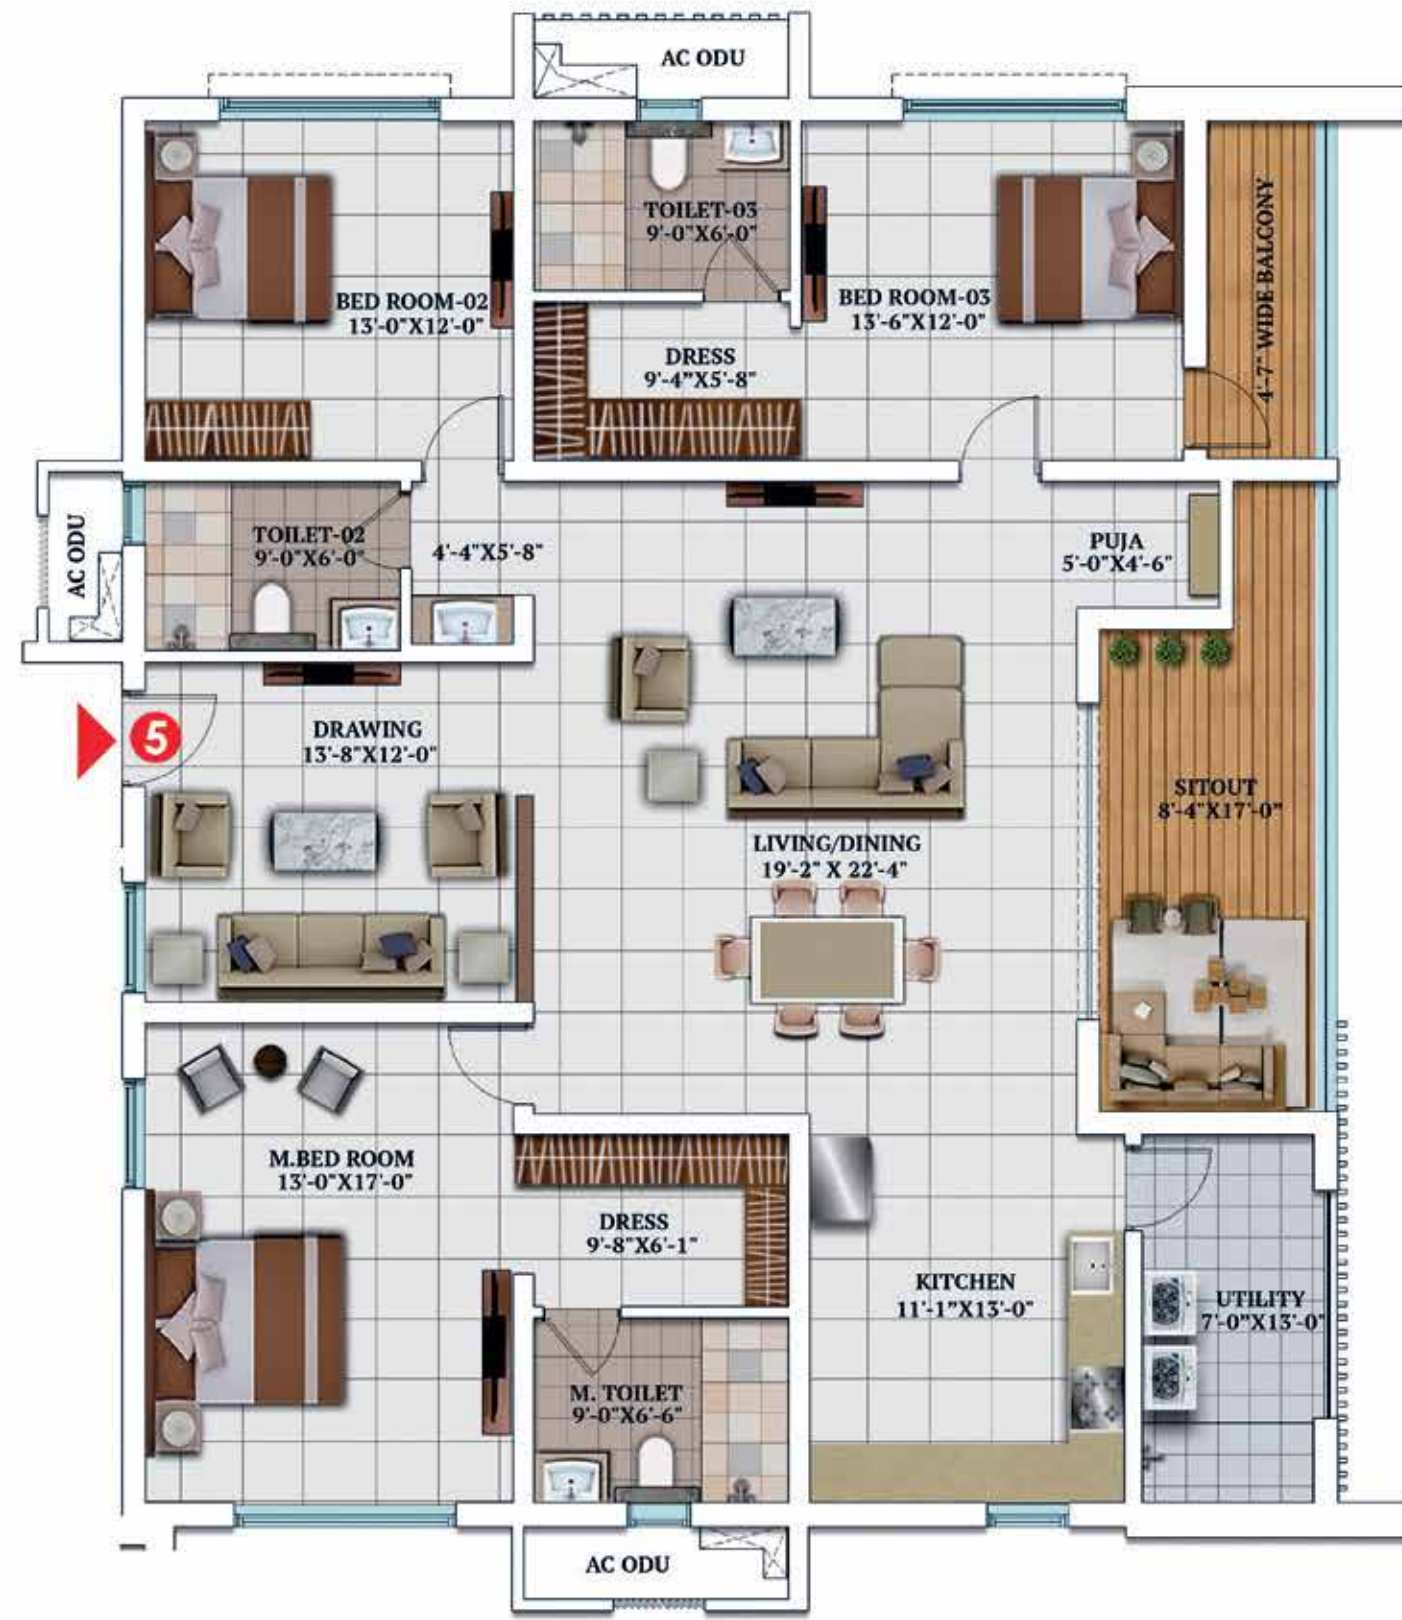 AC ODU
TOILET-03
9'-0"X6'-0"
BED ROOM-02
13'-0"X12'-0"
BED ROOM-03
13'-6"X12'-0"
4'-7" WIDE BALCONY
DRESS
9'-4"X5'-8"
AC ODU
TOILET-02
9'-0"X6'-0"
4'-4"X5'-8"
PUJA
5'-0"X4'-6"
5
DRAWING
13'-8"X12'-0"
SITOUT
8'-4"X17'-0"
LIVING/DINING
19'-2" X 22'-4"
M.BED ROOM
13'-0"X17'-0"
DRESS
9'-8"X6'-1"
KITCHEN
11'-1"X13'-0"
UTILITY
7'-0"X13'-0"
M. TOILET
9'-0"X6'-6"
AC ODU